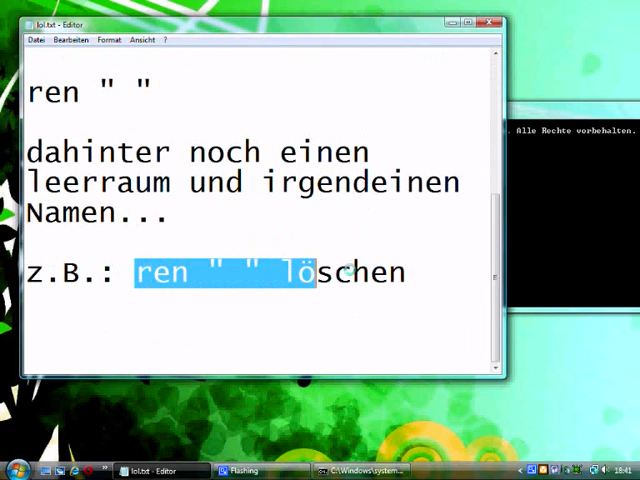 lol.txt - Editor
Datei Bearbeiten Format Ansicht ?
ren " "
dahinter noch einen
leerraum und irgendeinen
Namen...
z.B.: ren " " löschen
. Alle Rechte vorbehalten.
lol.txt - Editor
Flashing
C:\Windows\system...
18:41